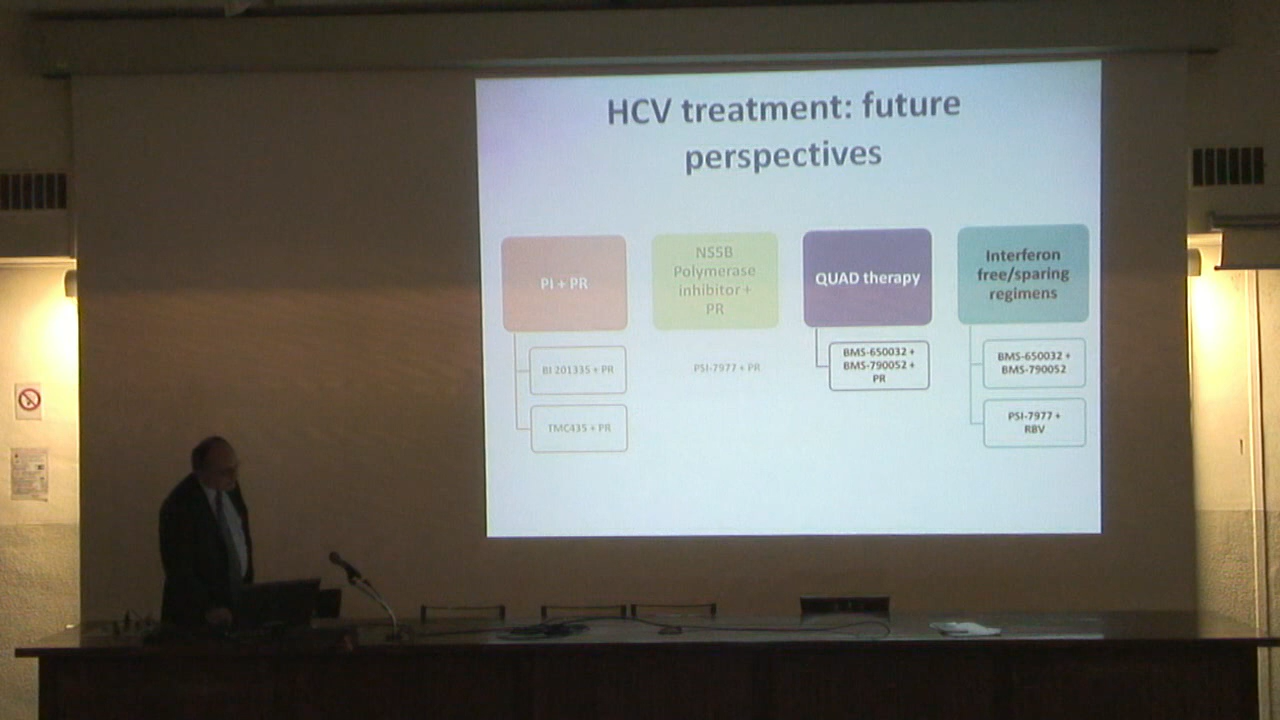 HCV treatment: future
perspectives
PI + PR
BI 201335 + PR
TMC435 + PR
NS5B
Polymerase
inhibitor +
PR
PSI-7977 + PR
QUAD therapy
BMS-650032 +
BMS-790052 +
PR
Interferon
free/sparing
regimens
BMS-650032 +
BMS-790052
PSI-7977 +
RBV